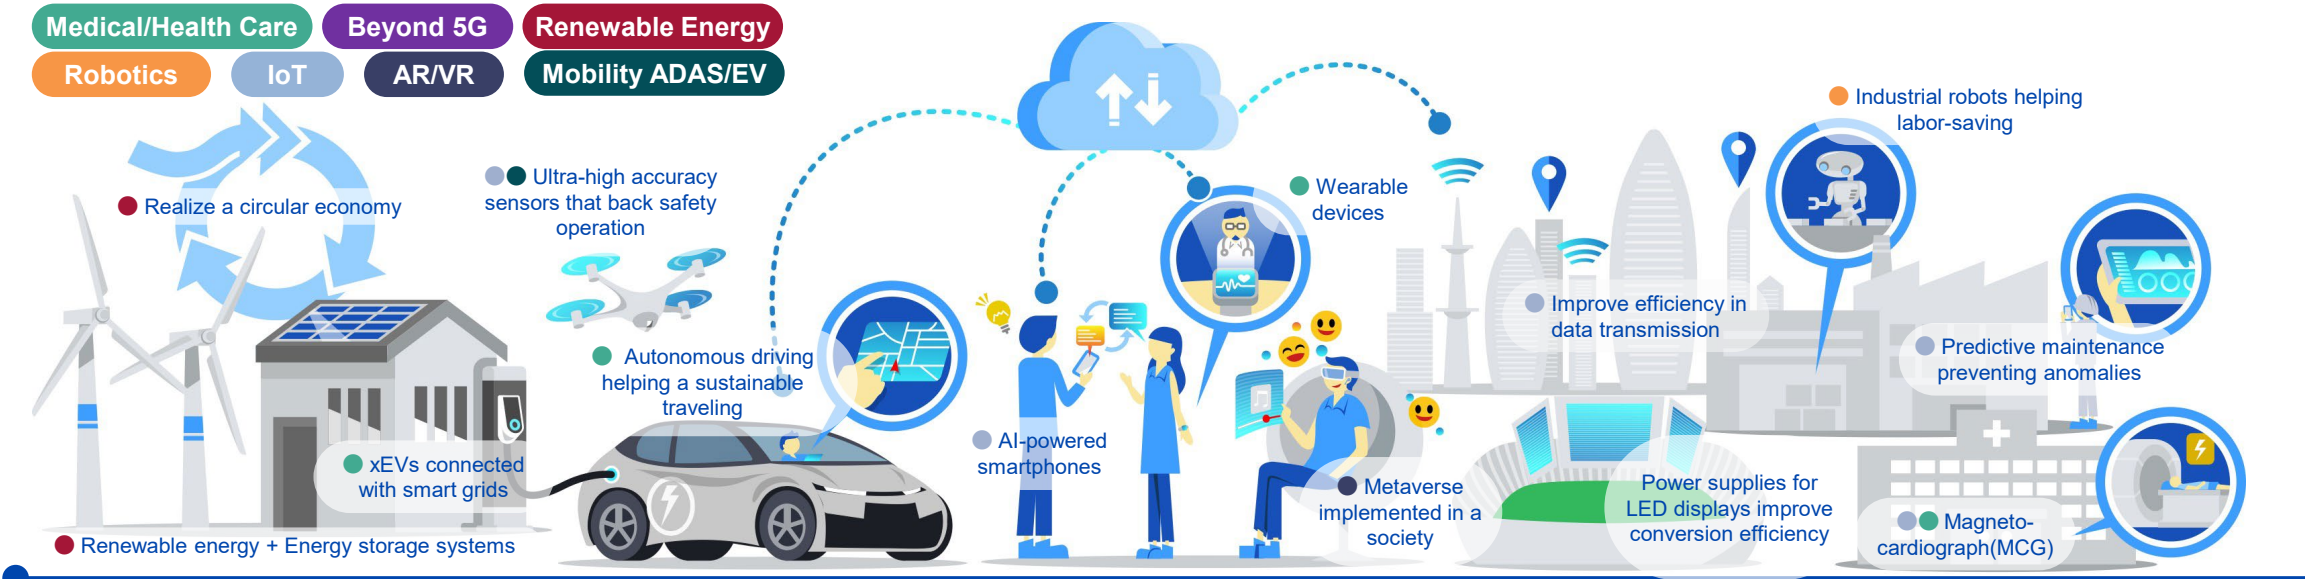 Medical/Health Care
Beyond 5G
Renewable Energy
Robotics
IoT
AR/VR
Mobility ADAS/EV
Realize a circular economy
Ultra-high accuracy
sensors that back safety
operation
Autonomous driving
helping a sustainable
traveling
xEVs connected
with smart grids
Renewable energy + Energy storage systems
AI-powered
smartphones
Wearable
devices
Metaverse
implemented in a
society
Improve efficiency in
data transmission
Industrial robots helping
labor-saving
Predictive maintenance
preventing anomalies
Power supplies for
LED displays improve
conversion efficiency
Magneto-
cardiograph(MCG)